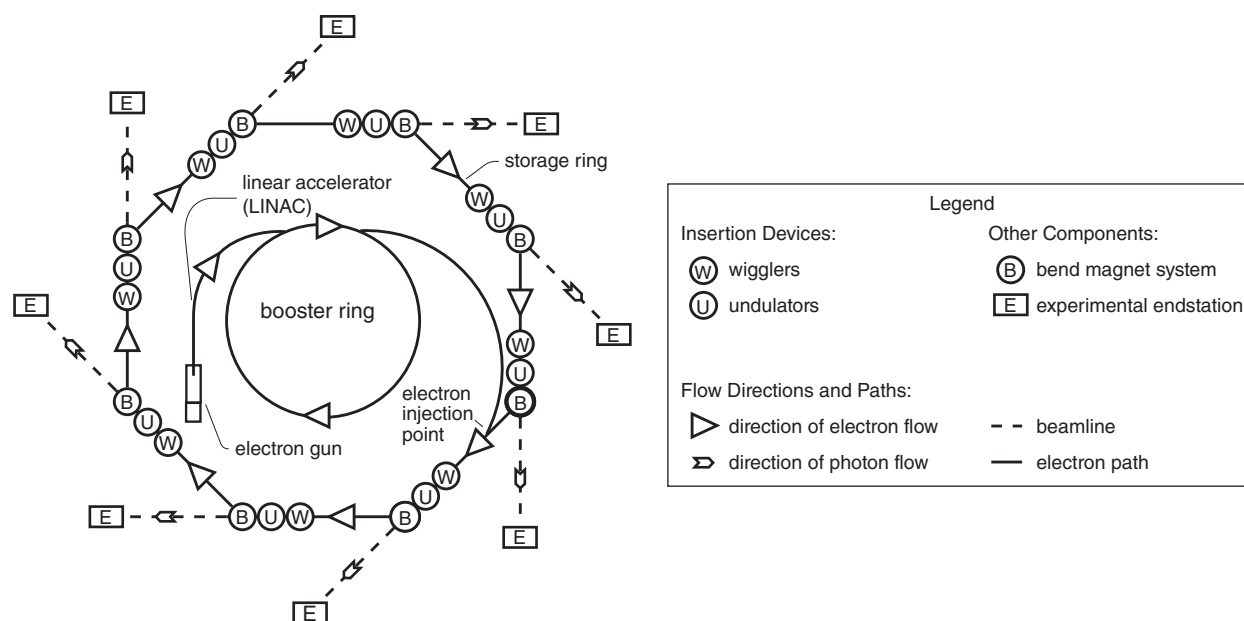 E
E
E
B
W
U
B
E
U
W
storage ring
linear accelerator
(LINAC)
W
U
B
B
U
W
booster ring
E
E
W
U
B
B
U
W
electron
injection
point
electron gun
W
U
B
E
B
U
W
E
E
Legend
Insertion Devices:
W wigglers
U undulators
Other Components:
B bend magnet system
E experimental endstation
Flow Directions and Paths:
direction of electron flow
direction of photon flow
beamline
electron path